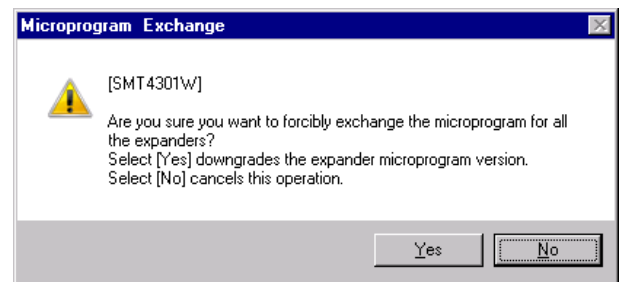 Microprogram Exchange
[SMT4301W]
Are you sure you want to forcibly exchange the microprogram for all
the expanders?
Select [Yes] downgrades the expander microprogram version.
Select [No] cancels this operation.
Yes
No